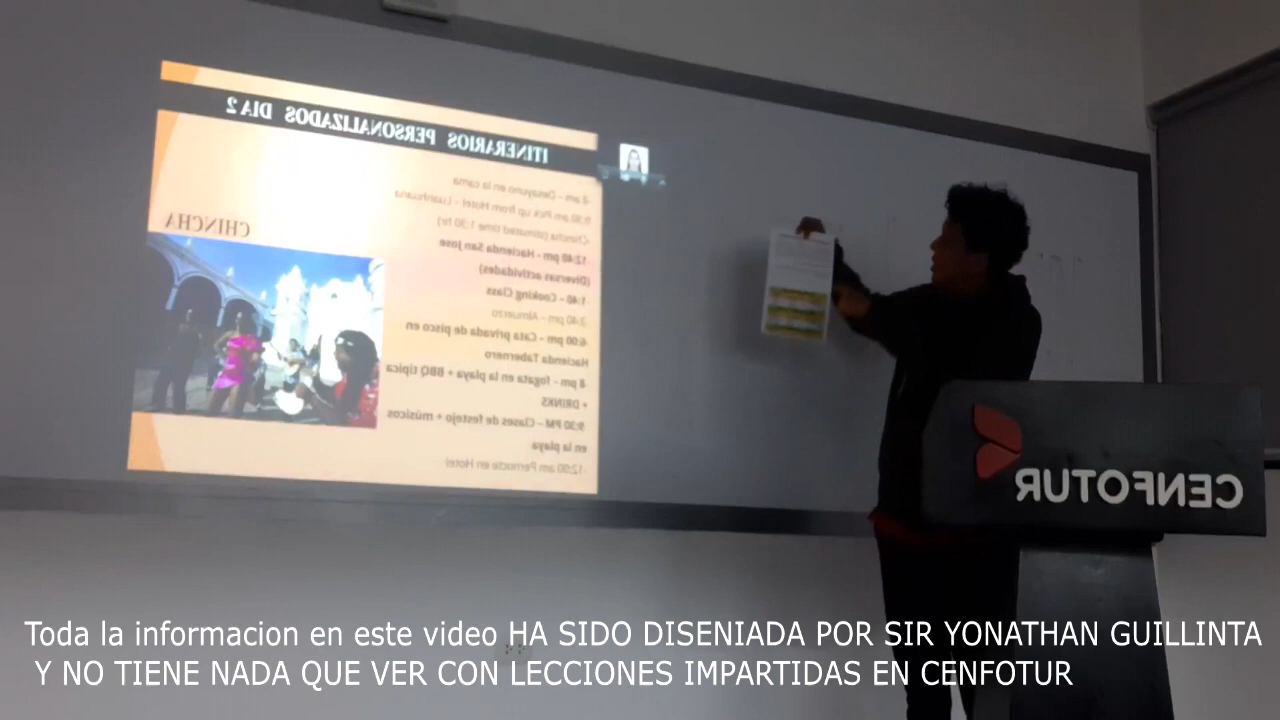 ITINERARIOS PERSONALIZADOS DIA 2
CHINCHA
8 am - Desayuno en la cama
9:30 am Pick up from Hotel - Lunahuana
Chincha (stimated time 1:30 hr)
12:40 pm - Hacienda San jose
(Diversas actividades)
1:40 - Cooking Class
2:40 pm - Almuerzo
6:00 pm - Cata privada de pisco en
Hacienda Tabernero
8 pm - fogata en la playa + BBQ tipica
+ DRINKS
9:30 PM - Clases de festejo + músicos
en la playa
12:00 am Pernocte en Hotel
CENFOTUR
Toda la informacion en este video HA SIDO DISENIADA POR SIR YONATHAN GUILLINTA
Y NO TIENE NADA QUE VER CON LECCIONES IMPARTIDAS EN CENFOTUR